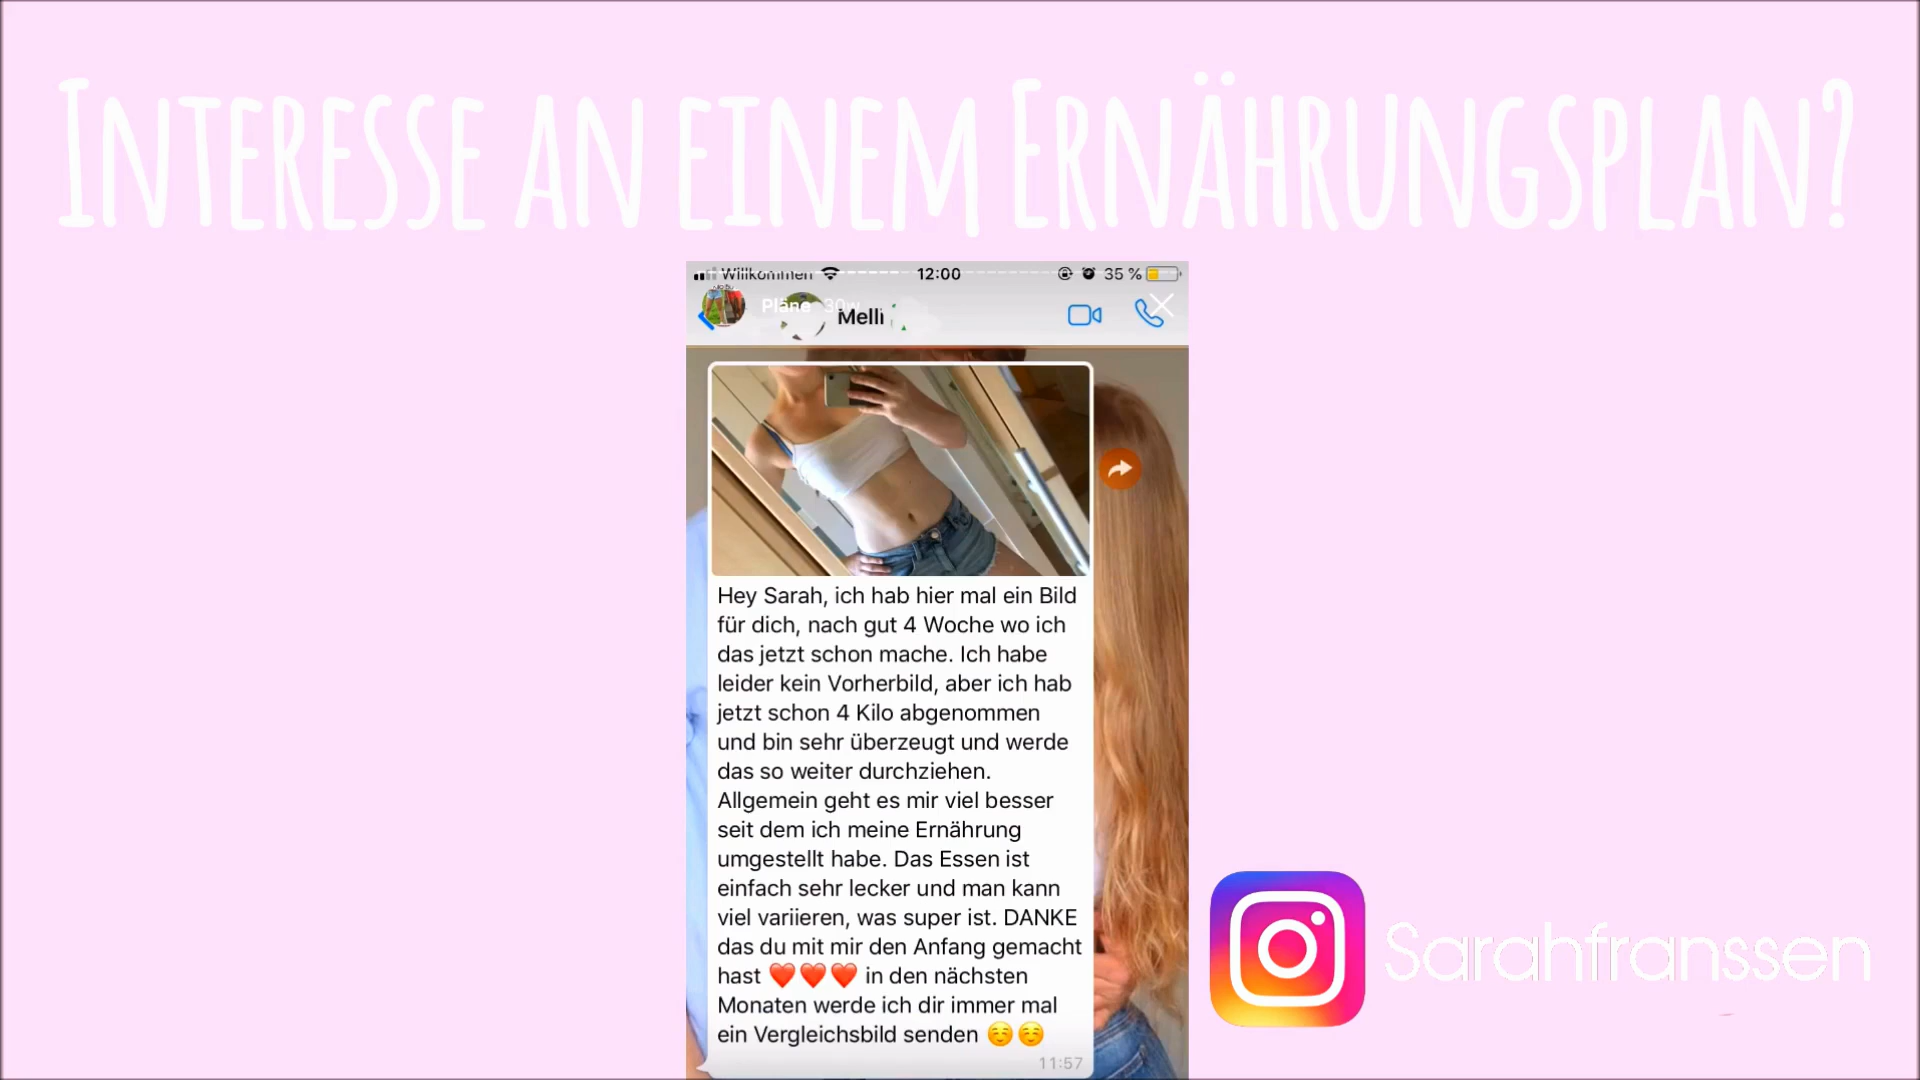 Interesse an einem Ernährungsplan?
Willkommen 12:00 35 %
Pläne 30w
Melli
Hey Sarah, ich hab hier mal ein Bild
für dich, nach gut 4 Woche wo ich
das jetzt schon mache. Ich habe
leider kein Vorherbild, aber ich hab
jetzt schon 4 Kilo abgenommen
und bin sehr überzeugt und werde
das so weiter durchziehen.
Allgemein geht es mir viel besser
seit dem ich meine Ernährung
umgestellt habe. Das Essen ist
einfach sehr lecker und man kann
viel variieren, was super ist. DANKE
das du mit mir den Anfang gemacht
hast ❤️❤️❤️ in den nächsten
Monaten werde ich dir immer mal
ein Vergleichsbild senden ☺️☺️
11:57
Sarahfranssen